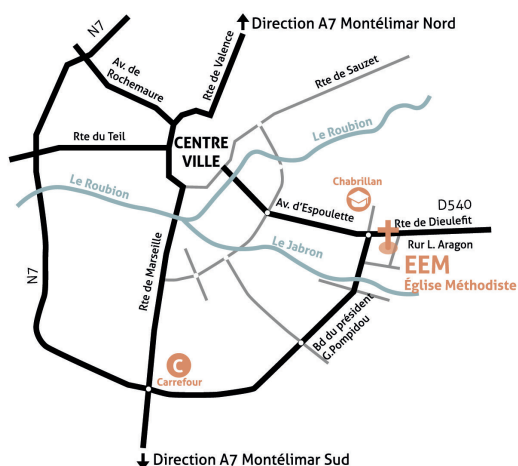 Direction A7 Montélimar Nord
N7
Av. de
Rochemaure
Rte de Valence
Rte de Sauzet
Rte du Teil
CENTRE
VILLE
Le Roubion
Chabrillan
Le Roubion
Av. d'Espoulette
D540
Rte de Dieulefit
Rur L. Aragon
Le Jabron
EEM
Église Méthodiste
N7
Rte de Marseille
Bd du président
G.Pompidou
C
Carrefour
Direction A7 Montélimar Sud